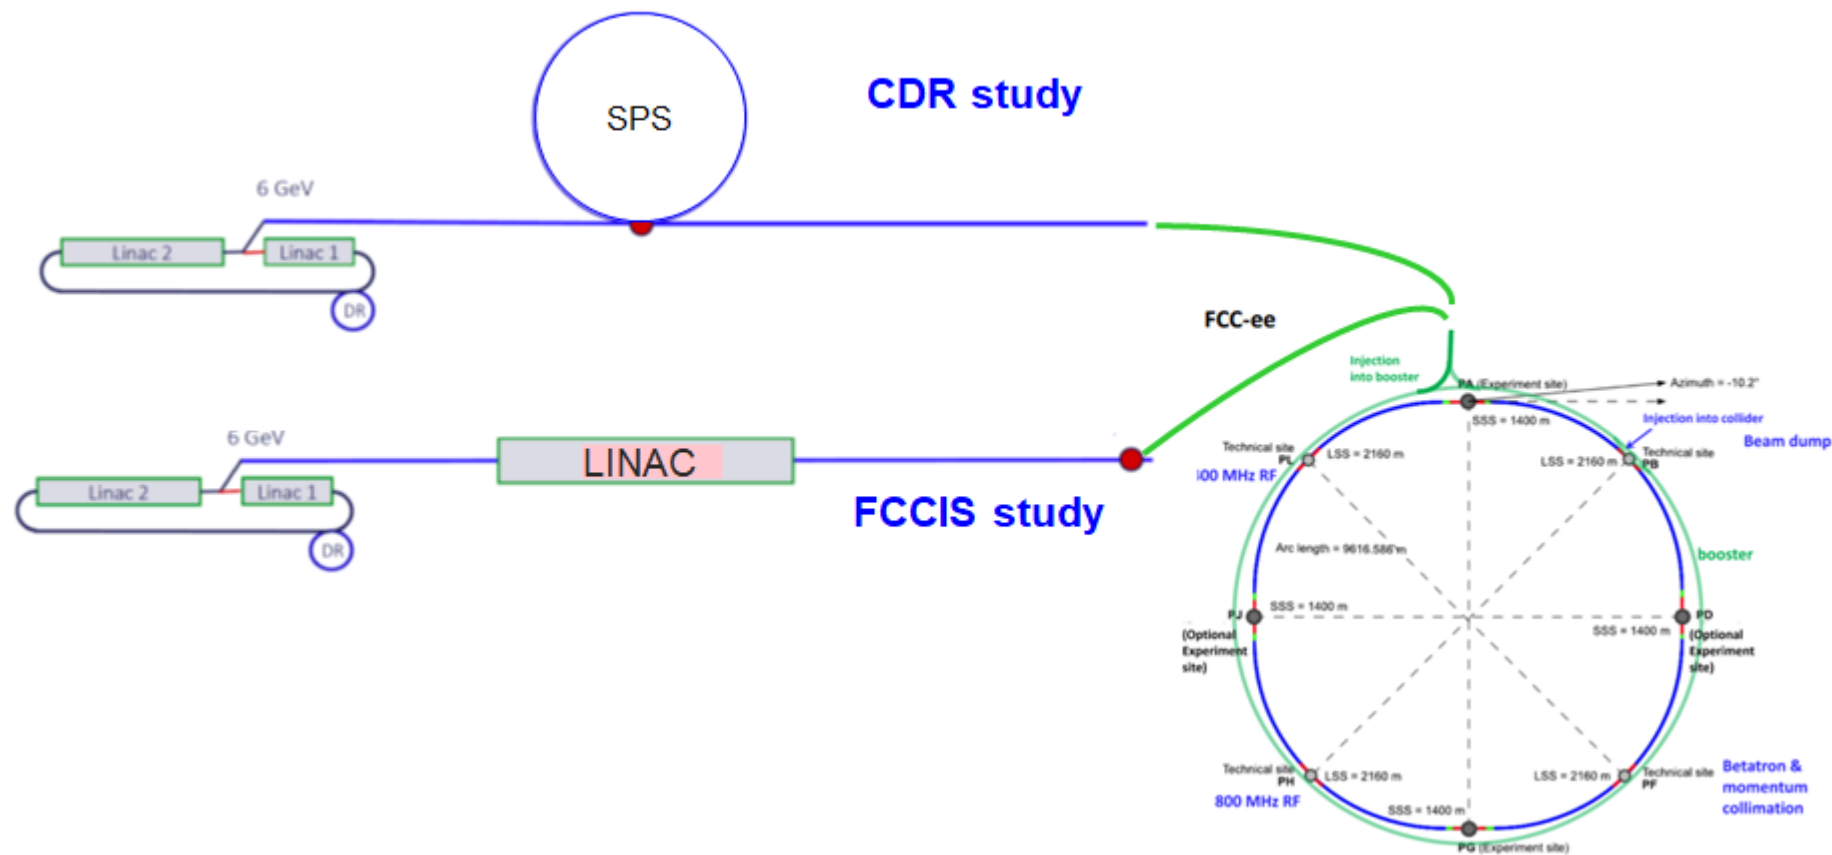 SPS
CDR study
6 GeV
Linac 2
Linac 1
DR
FCC-ee
Injection
into booster
PA (Experiment site)
Azimuth = -10.2°
SSS = 1400 m
Injection into collider
Beam dump
6 GeV
LINAC
FCCIS study
Linac 2
Linac 1
DR
Technical site
PL
LSS = 2160 m
LSS = 2160 m
Technical site
PB
00 MHz RF
Arc length = 9616.586 m
booster
PJ
SSS = 1400 m
(Optional
Experiment
site)
SSS = 1400 m
PD
(Optional
Experiment
site)
Technical site
PH
LSS = 2160 m
800 MHz RF
LSS = 2160 m
Technical site
PF
Betatron &
momentum
collimation
SSS = 1400 m
PG (Experiment site)